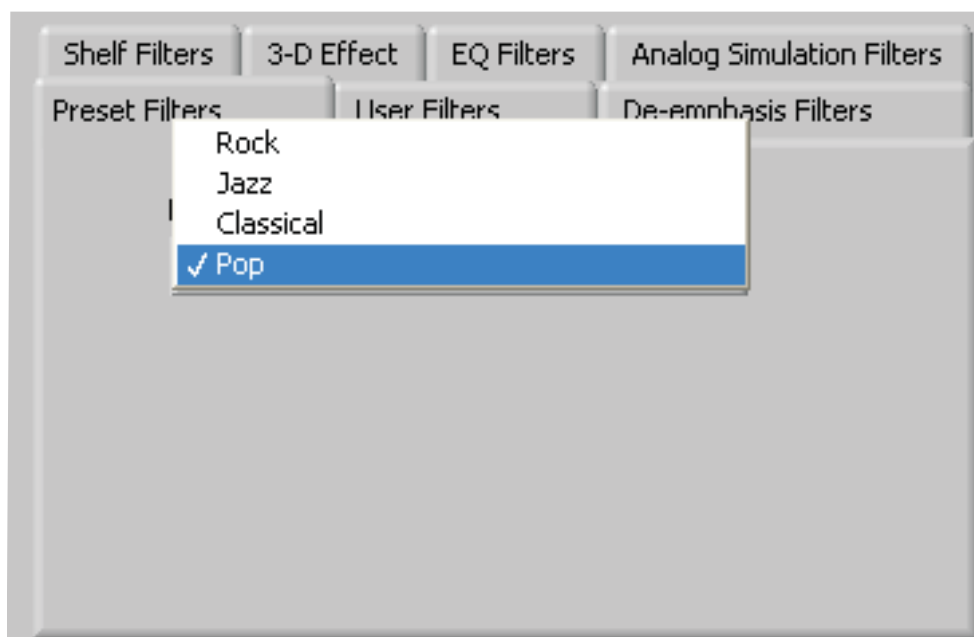 Shelf Filters 3-D Effect EQ Filters Analog Simulation Filters
Preset Filters User Filters De-emphasis Filters
Rock
Jazz
Classical
✓ Pop